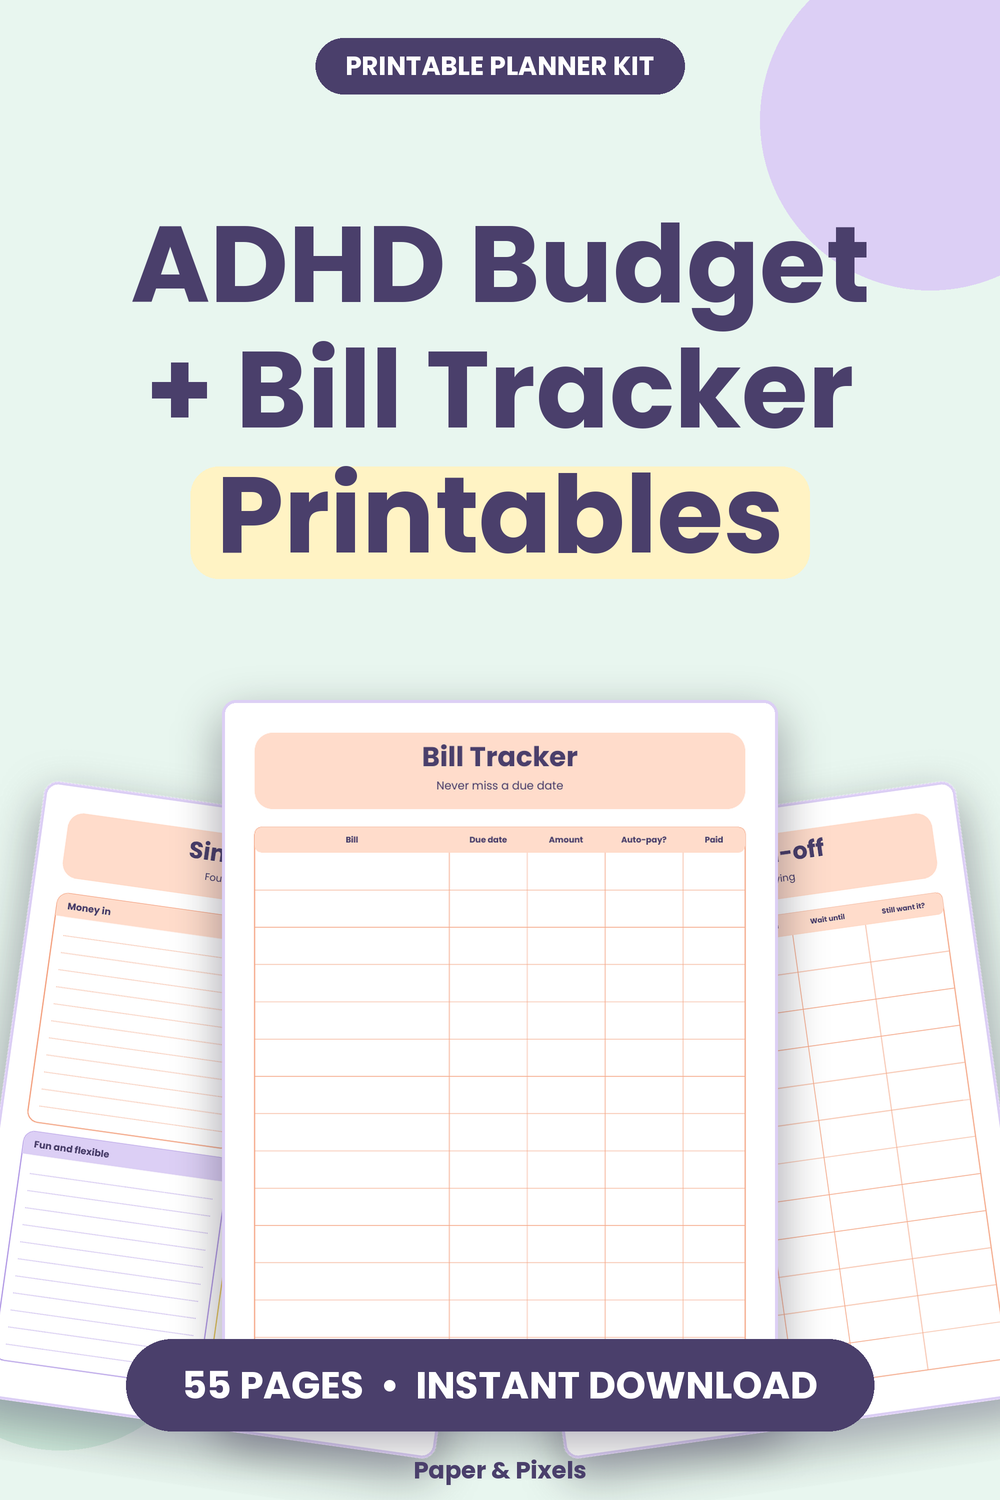 PRINTABLE PLANNER KIT
ADHD Budget
+ Bill Tracker
Printables
Bill Tracker
Never miss a due date
Bill Due date Amount Auto-pay? Paid
Money in
Fun and flexible
-off
Wait until Still want it?
55 PAGES • INSTANT DOWNLOAD
Paper & Pixels